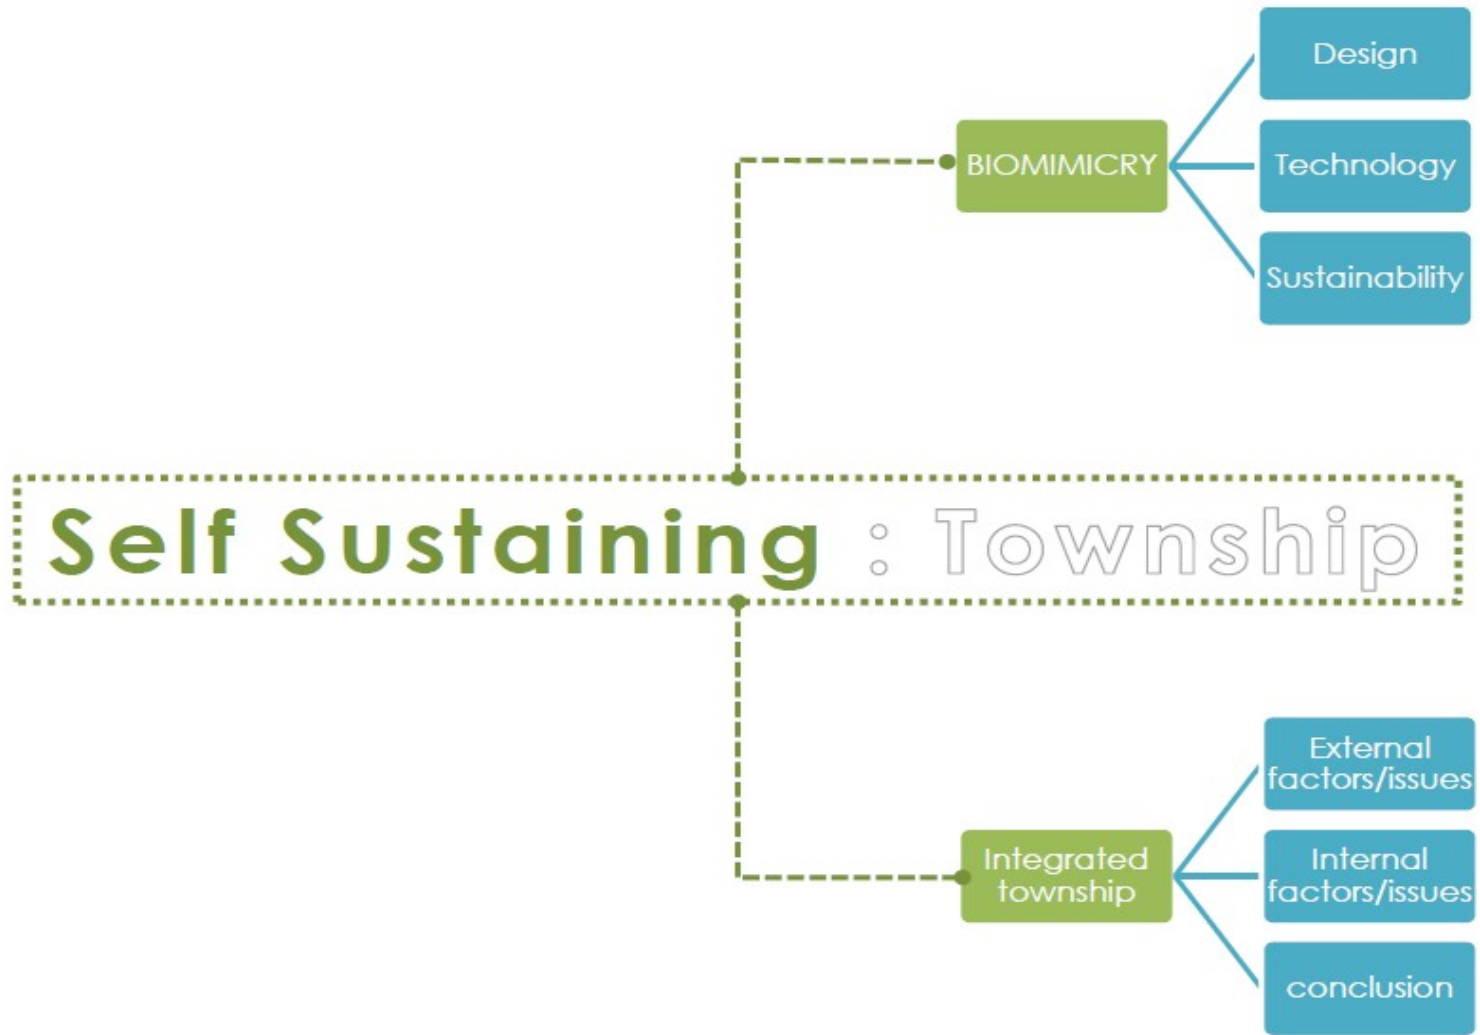 Design
BIOMIMICRY
Technology
Sustainability
Self Sustaining : Township
External
factors/issues
Integrated
township
Internal
factors/issues
conclusion